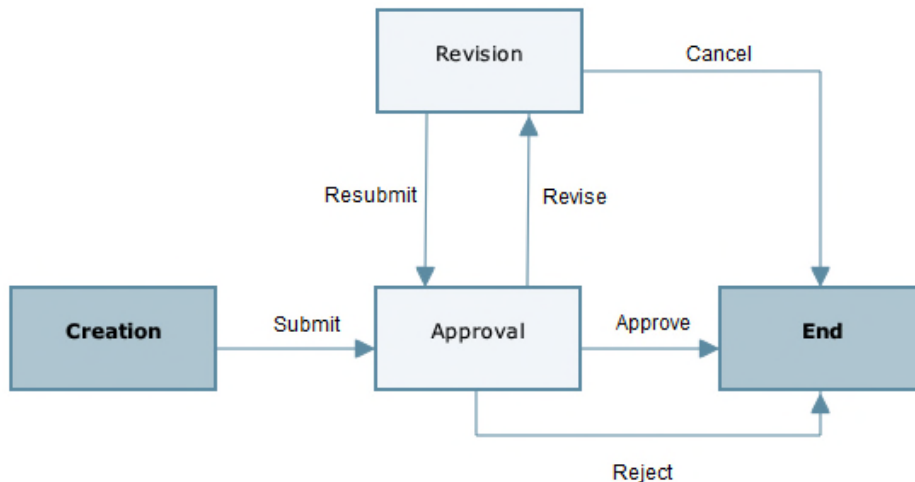 Revision
Cancel
Resubmit
Revise
Creation
Submit
Approval
Approve
End
Reject